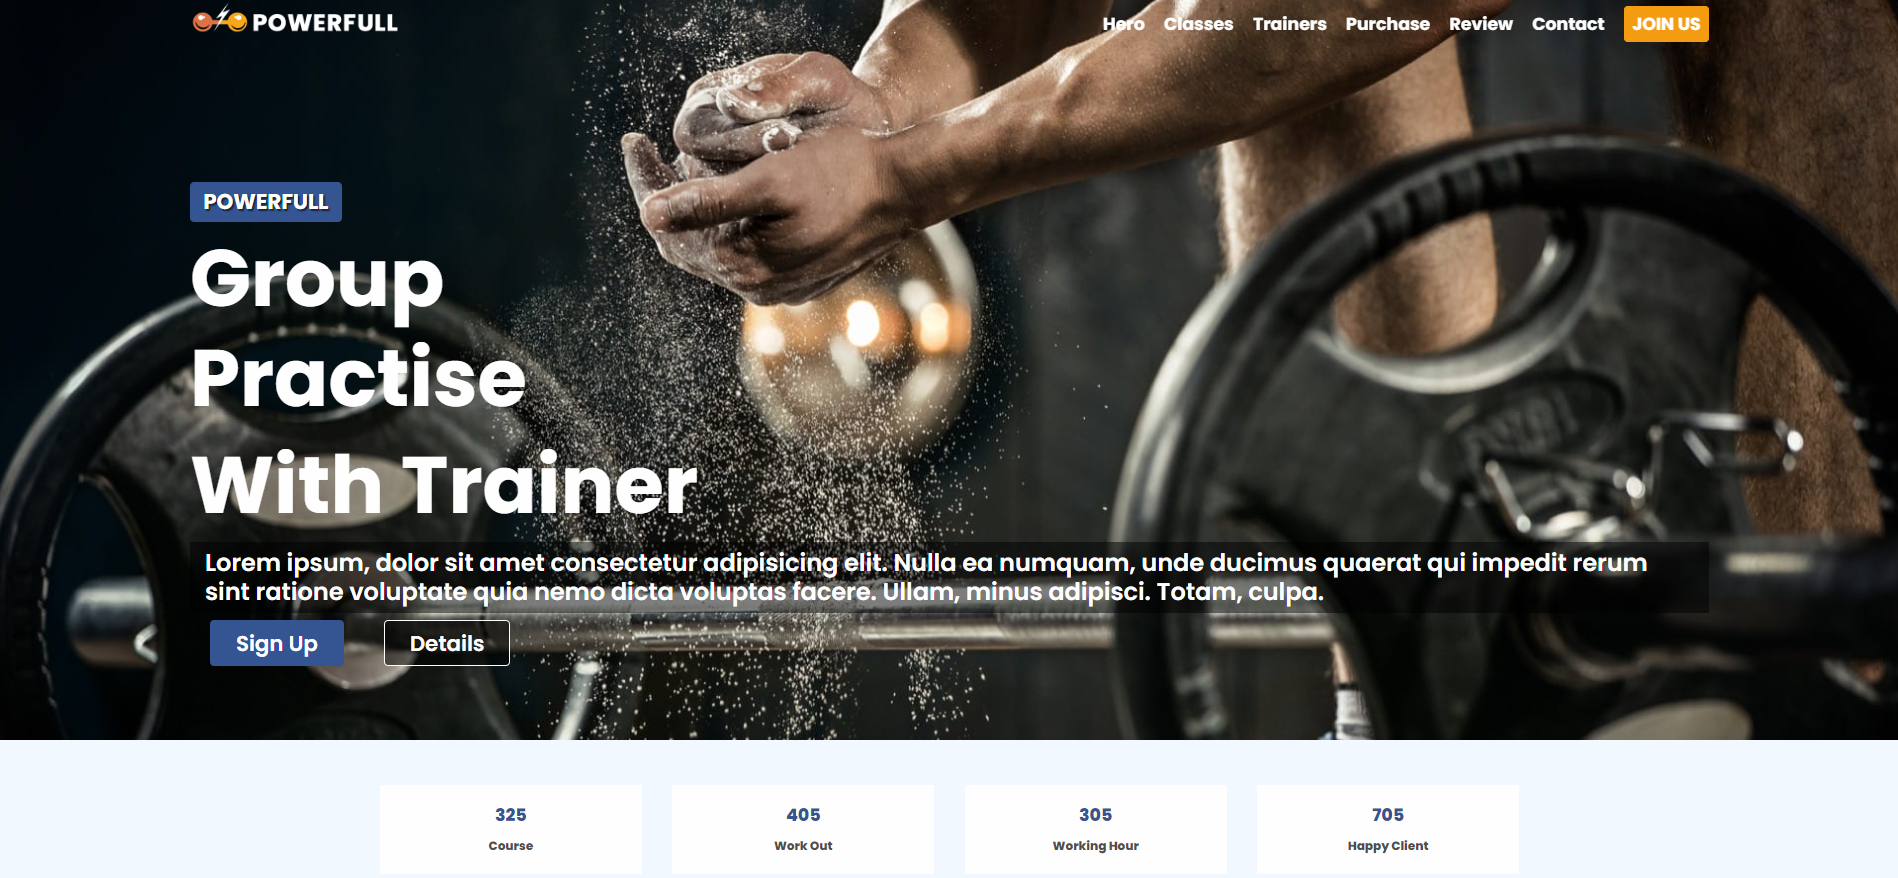 POWERFULL
Hero Classes Trainers Purchase Review Contact JOIN US
POWERFULL
Group
Practise
With Trainer
Lorem ipsum, dolor sit amet consectetur adipisicing elit. Nulla ea numquam, unde ducimus quaerat qui impedit rerum
sint ratione voluptate quia nemo dicta voluptas facere. Ullam, minus adipisci. Totam, culpa.
Sign Up Details
325 405 305 705
Course Work Out Working Hour Happy Client